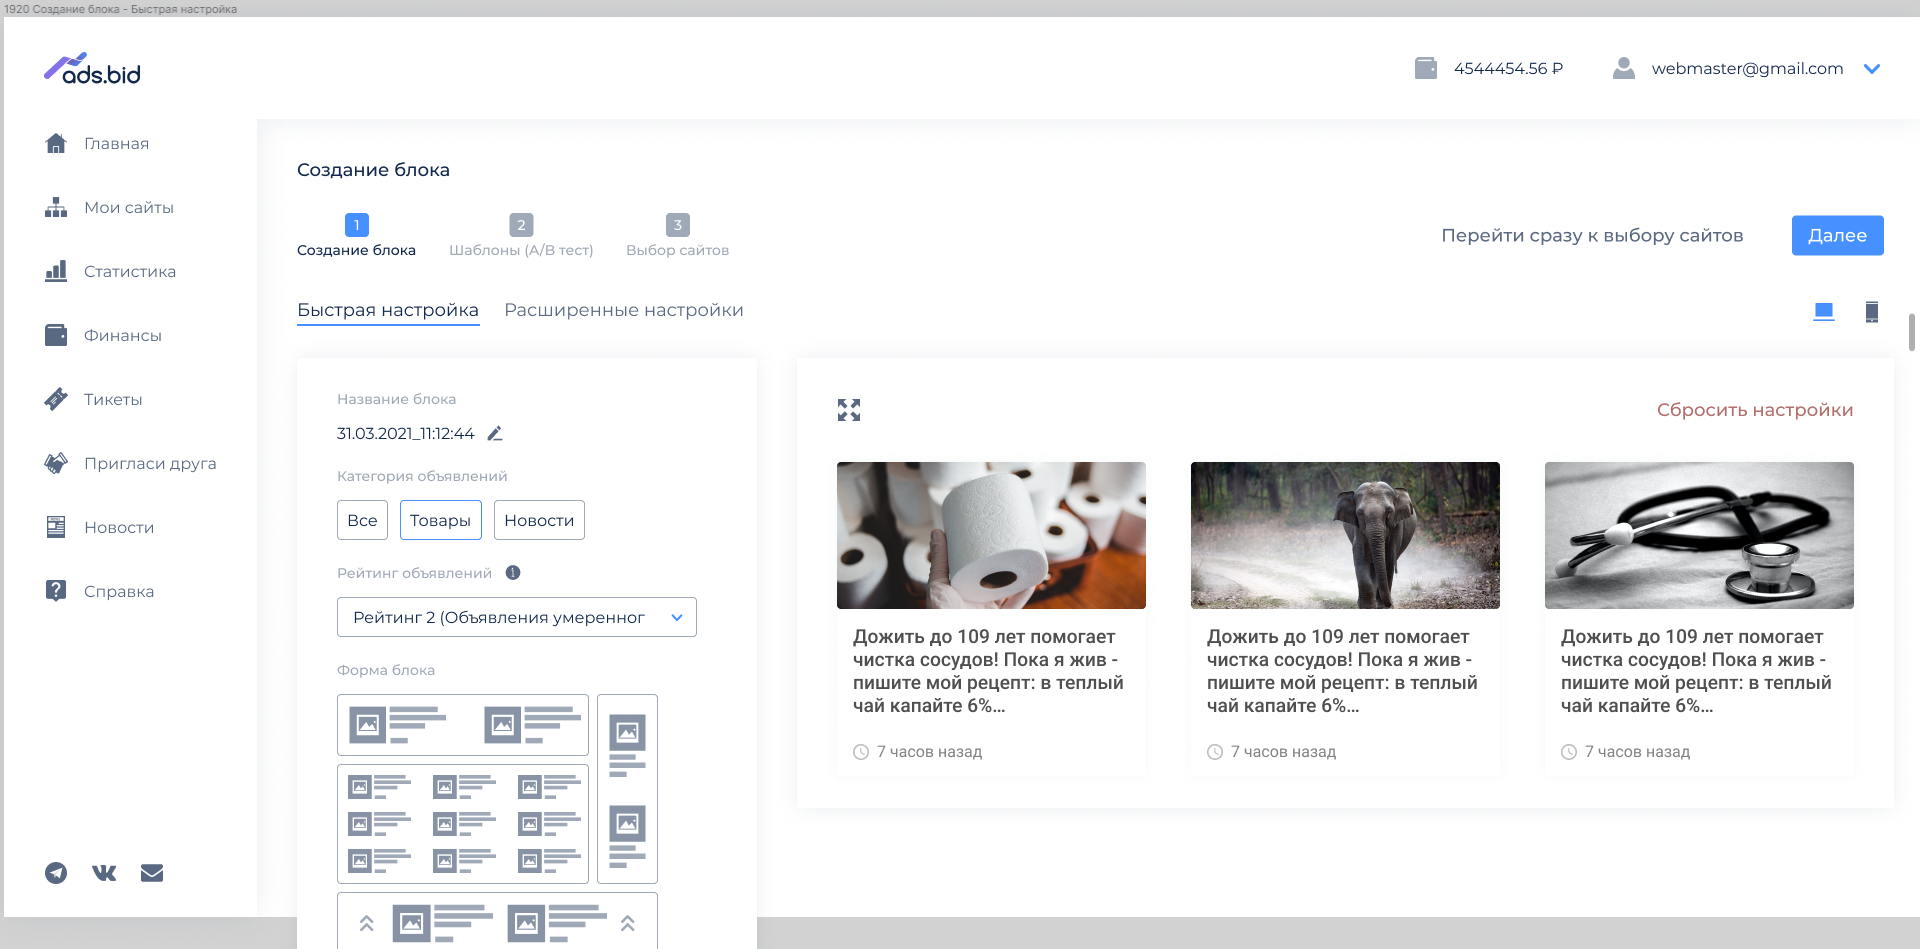 1920 Создание блока - Быстрая настройка
ads.bid
4544454.56 ₽
webmaster@gmail.com
Главная
Мои сайты
Статистика
Финансы
Тикеты
Пригласи друга
Новости
Справка
Создание блока
1
Создание блока
2
Шаблоны (A/B тест)
3
Выбор сайтов
Перейти сразу к выбору сайтов
Далее
Быстрая настройка
Расширенные настройки
Название блока
31.03.2021_11:12:44
Категория объявлений
Все
Товары
Новости
Рейтинг объявлений
Рейтинг 2 (Объявления умеренног
Форма блока
Сбросить настройки
Дожить до 109 лет помогает
чистка сосудов! Пока я жив -
пишите мой рецепт: в теплый
чай капайте 6%...
7 часов назад
Дожить до 109 лет помогает
чистка сосудов! Пока я жив -
пишите мой рецепт: в теплый
чай капайте 6%...
7 часов назад
Дожить до 109 лет помогает
чистка сосудов! Пока я жив -
пишите мой рецепт: в теплый
чай капайте 6%...
7 часов назад